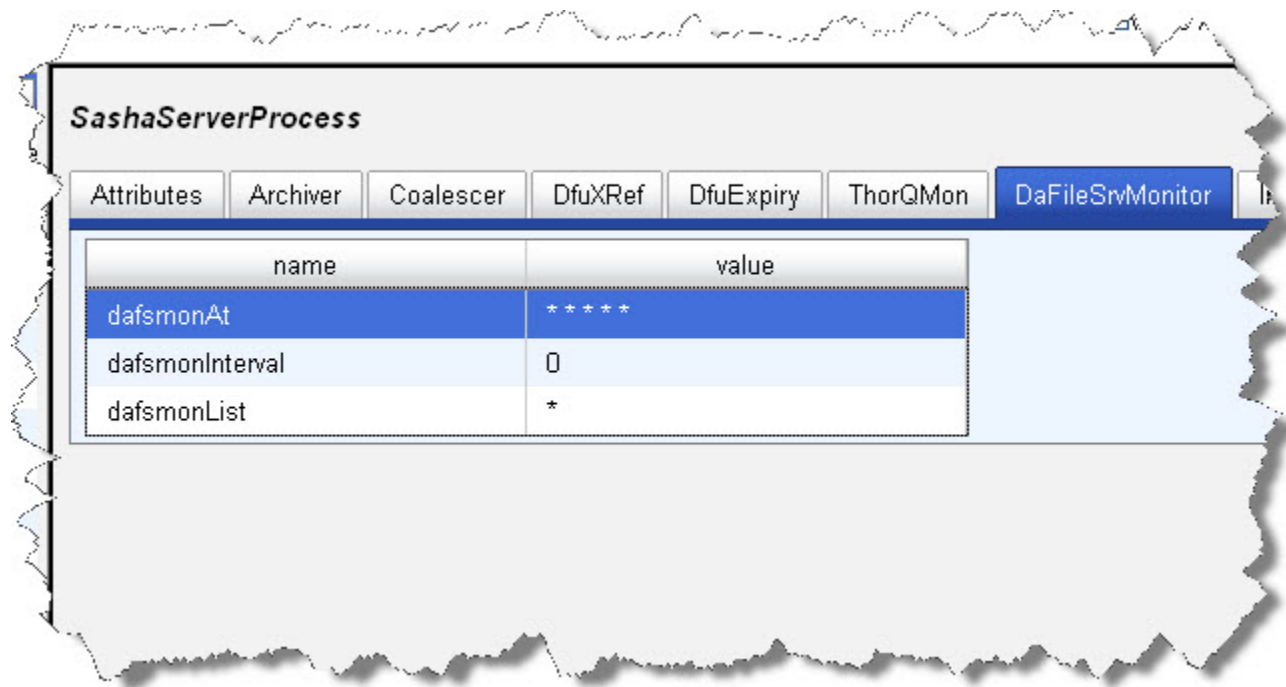 SashaServerProcess
Attributes Archiver Coalescer DfuXRef DfuExpiry ThorQMon DaFileSrvMonitor
name value
dafsmonAt * * * * *
dafsmonInterval 0
dafsmonList *